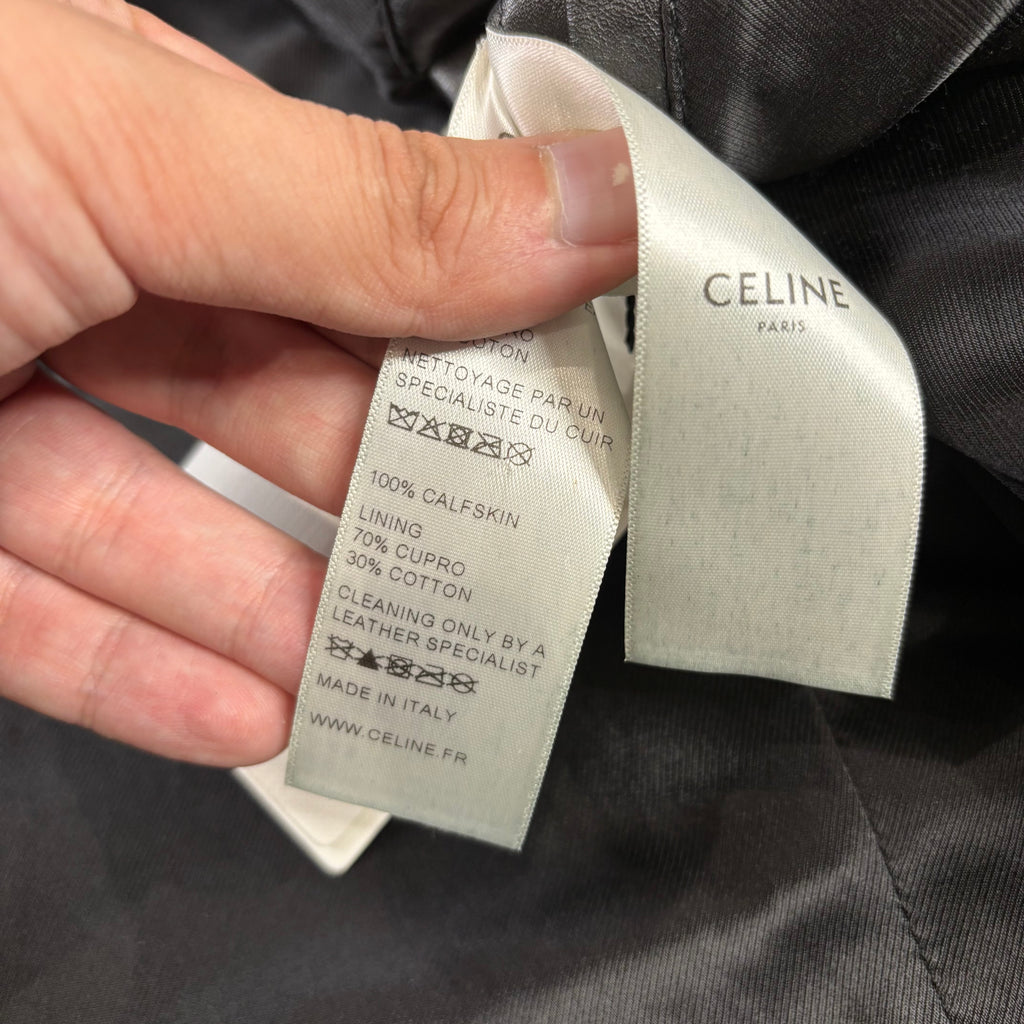 NETTOYAGE PAR UN
SPECIALISTE DU CUIR
100% CALFSKIN
LINING
70% CUPRO
30% COTTON
CLEANING ONLY BY A
LEATHER SPECIALIST
MADE IN ITALY
WWW.CELINE.FR
CELINE
PARIS